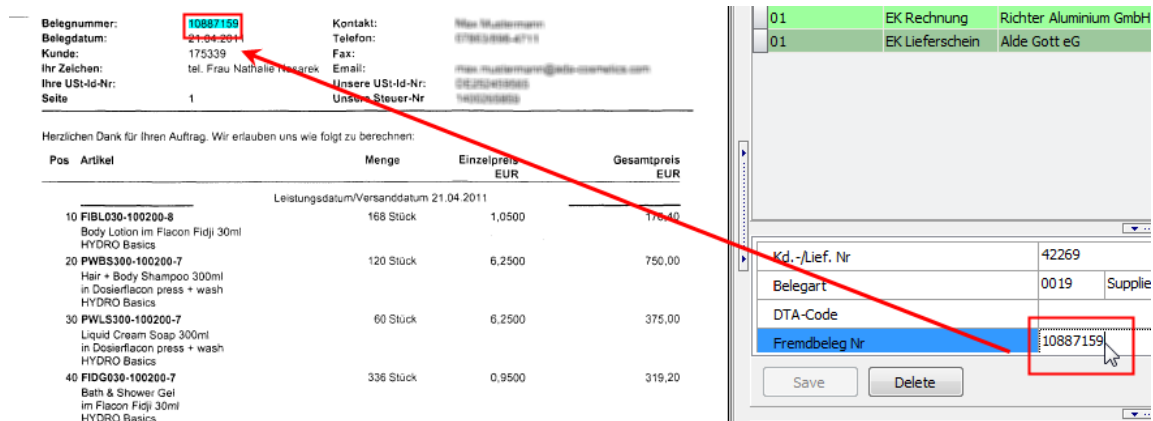 Belegnummer: 10887159 Kontakt:
Belegdatum: 21.04.2011 Telefon:
Kunde: 175339 Fax:
Ihr Zeichen: tel. Frau Nathalie Nosarek Email:
Ihre USt-Id-Nr: Unsere USt-Id-Nr:
Seite 1 Unsere Steuer-Nr
Herzlichen Dank für Ihren Auftrag. Wir erlauben uns wie folgt zu berechnen:
Pos Artikel Menge Einzelpreis Gesamtpreis
EUR EUR
Leistungsdatum/Versanddatum 21.04.2011
10 FIBL030-100200-8 168 Stück 1,0500 176,40
Body Lotion im Flacon Fidji 30ml
HYDRO Basics
20 PWBS300-100200-7 120 Stück 6,2500 750,00
Hair + Body Shampoo 300ml
in Dosierflacon press + wash
HYDRO Basics
30 PWLS300-100200-7 60 Stück 6,2500 375,00
Liquid Cream Soap 300ml
in Dosierflacon press + wash
HYDRO Basics
40 FIDG030-100200-7 336 Stück 0,9500 319,20
Bath & Shower Gel
im Flacon Fidji 30ml
HYDRO Basics
01 EK Rechnung Richter Aluminium GmbH
01 EK Lieferschein Alde Gott eG
Kd.-/Lief. Nr 42269
Belegart 0019 Supplie
DTA-Code
Fremdbeleg Nr 10887159
Save Delete